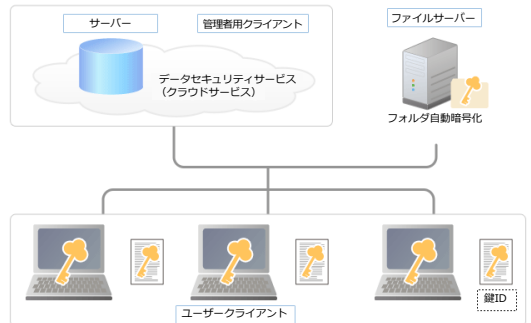 サーバー
管理者用クライアント
ファイルサーバー
データセキュリティサービス
（クラウドサービス）
フォルダ自動暗号化
鍵ID
ユーザークライアント